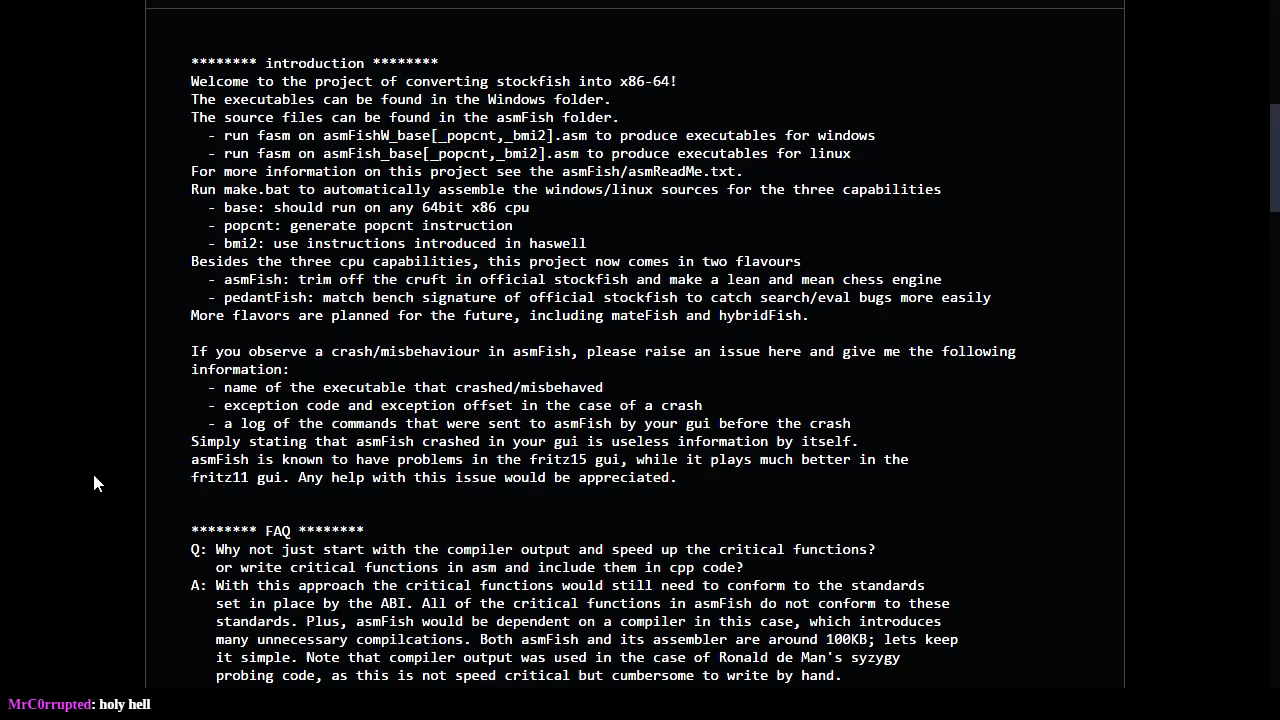 ******** introduction ********
Welcome to the project of converting stockfish into x86-64!
The executables can be found in the Windows folder.
The source files can be found in the asmFish folder.
- run fasm on asmFishW_base[_popcnt,_bmi2].asm to produce executables for windows
- run fasm on asmFish_base[_popcnt,_bmi2].asm to produce executables for linux
For more information on this project see the asmFish/asmReadMe.txt.
Run make.bat to automatically assemble the windows/linux sources for the three capabilities
- base: should run on any 64bit x86 cpu
- popcnt: generate popcnt instruction
- bmi2: use instructions introduced in haswell
Besides the three cpu capabilities, this project now comes in two flavours
- asmFish: trim off the cruft in official stockfish and make a lean and mean chess engine
- pedantFish: match bench signature of official stockfish to catch search/eval bugs more easily
More flavors are planned for the future, including mateFish and hybridFish.
If you observe a crash/misbehaviour in asmFish, please raise an issue here and give me the following
information:
- name of the executable that crashed/misbehaved
- exception code and exception offset in the case of a crash
- a log of the commands that were sent to asmFish by your gui before the crash
Simply stating that asmFish crashed in your gui is useless information by itself.
asmFish is known to have problems in the fritz15 gui, while it plays much better in the
fritz11 gui. Any help with this issue would be appreciated.
******** FAQ ********
Q: Why not just start with the compiler output and speed up the critical functions?
or write critical functions in asm and include them in cpp code?
A: With this approach the critical functions would still need to conform to the standards
set in place by the ABI. All of the critical functions in asmFish do not conform to these
standards. Plus, asmFish would be dependent on a compiler in this case, which introduces
many unnecessary compilcations. Both asmFish and its assembler are around 100KB; lets keep
it simple. Note that compiler output was used in the case of Ronald de Man's syzygy
probing code, as this is not speed critical but cumbersome to write by hand.
MrC0rrupted: holy hell